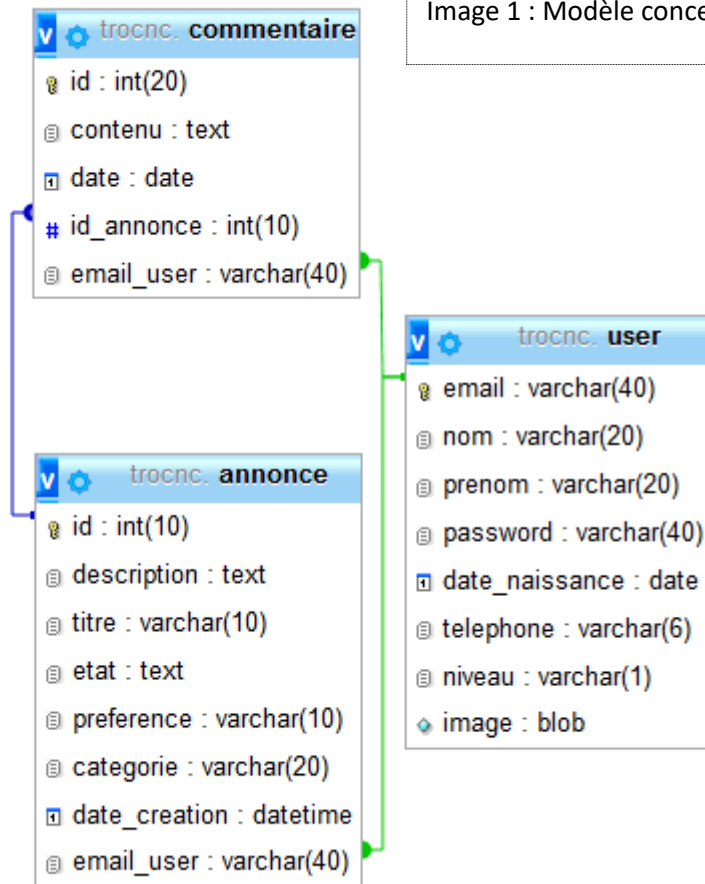 Image 1 : Modèle conce
v trocnc. commentaire
id : int(20)
contenu : text
date : date
# id_annonce : int(10)
email_user : varchar(40)
v trocnc. user
email : varchar(40)
nom : varchar(20)
prenom : varchar(20)
password : varchar(40)
date_naissance : date
telephone : varchar(6)
niveau : varchar(1)
image : blob
v trocnc. annonce
id : int(10)
description : text
titre : varchar(10)
etat : text
preference : varchar(10)
categorie : varchar(20)
date_creation : datetime
email_user : varchar(40)